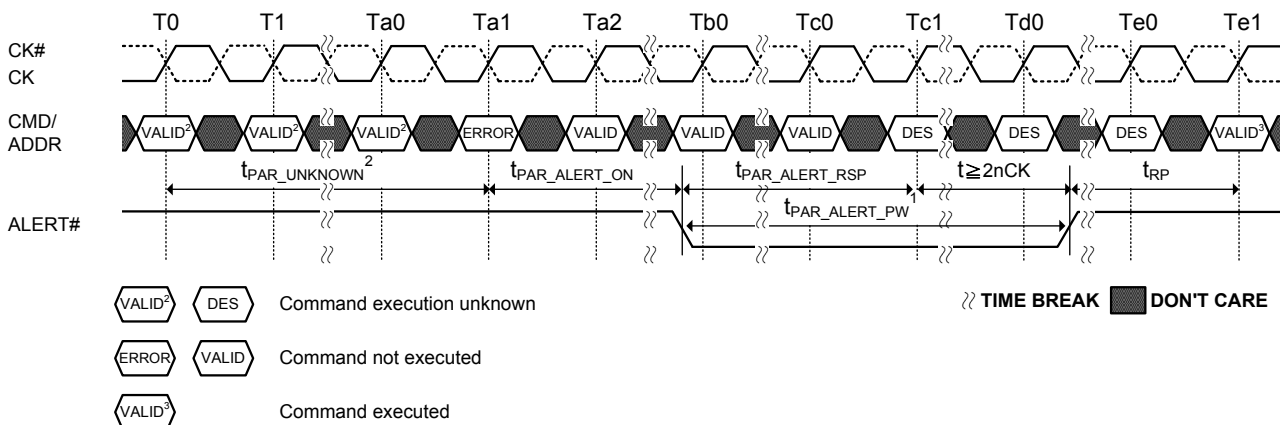 T0 T1 Ta0 Ta1 Ta2 Tb0 Tc0 Tc1 Td0 Te0 Te1
CK#
CK
CMD/
ADDR
VALID² VALID² VALID² ERROR VALID VALID VALID DES DES DES VALID³
tPAR_UNKNOWN² tPAR_ALERT_ON tPAR_ALERT_RSP t≧2nCK tRP
tPAR_ALERT_PW¹
ALERT#
VALID² DES Command execution unknown
TIME BREAK DON'T CARE
ERROR VALID Command not executed
VALID³ Command executed